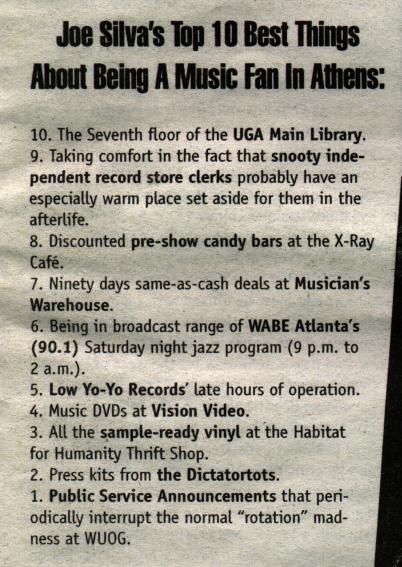 Joe Silva's Top 10 Best Things
About Being A Music Fan In Athens:
10. The Seventh floor of the UGA Main Library.
9. Taking comfort in the fact that snooty inde-
pendent record store clerks probably have an
especially warm place set aside for them in the
afterlife.
8. Discounted pre-show candy bars at the X-Ray
Café.
7. Ninety days same-as-cash deals at Musician's
Warehouse.
6. Being in broadcast range of WABE Atlanta's
(90.1) Saturday night jazz program (9 p.m. to
2 a.m.).
5. Low Yo-Yo Records' late hours of operation.
4. Music DVDs at Vision Video.
3. All the sample-ready vinyl at the Habitat
for Humanity Thrift Shop.
2. Press kits from the Dictatortots.
1. Public Service Announcements that peri-
odically interrupt the normal "rotation" mad-
ness at WUOG.